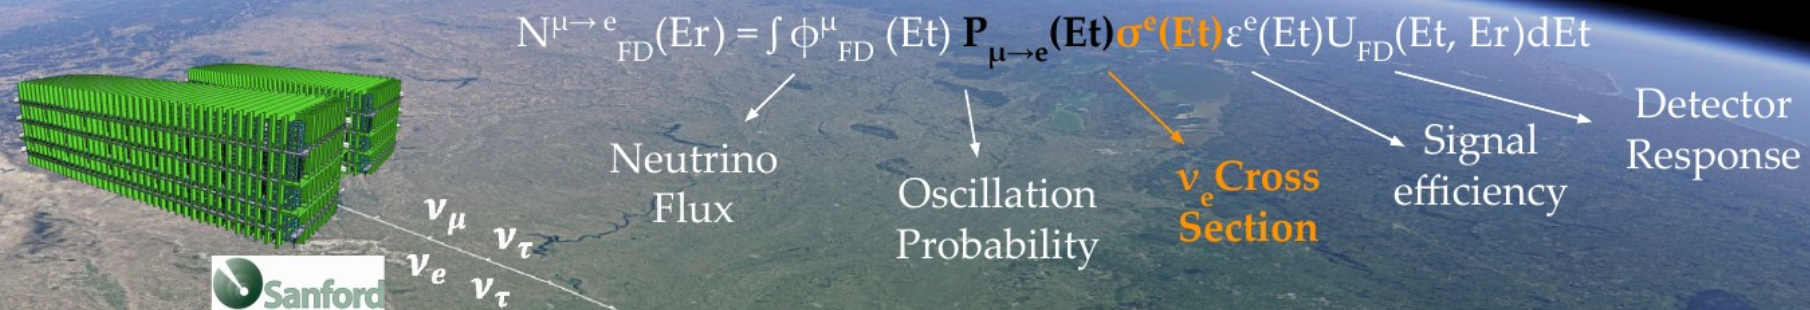 N^μ→e_FD(Er) = ∫ ϕ^μ_FD (Et) P_μ→e(Et)σ^e(Et)ε^e(Et)U_FD(Et, Er)dEt
Neutrino
Flux
Oscillation
Probability
ν_e Cross
Section
Signal
efficiency
Detector
Response
ν_μ
ν_τ
ν_e
ν_τ
Sanford